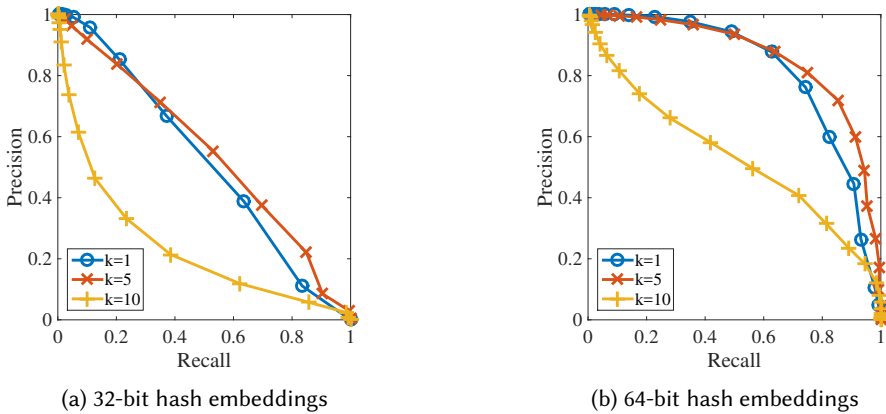 1
0.8
0.6
0.4
0.2
0
Precision
0 0.2 0.4 0.6 0.8 1
Recall
k=1
k=5
k=10
(a) 32-bit hash embeddings
1
0.8
0.6
0.4
0.2
0
Precision
0 0.2 0.4 0.6 0.8 1
Recall
k=1
k=5
k=10
(b) 64-bit hash embeddings